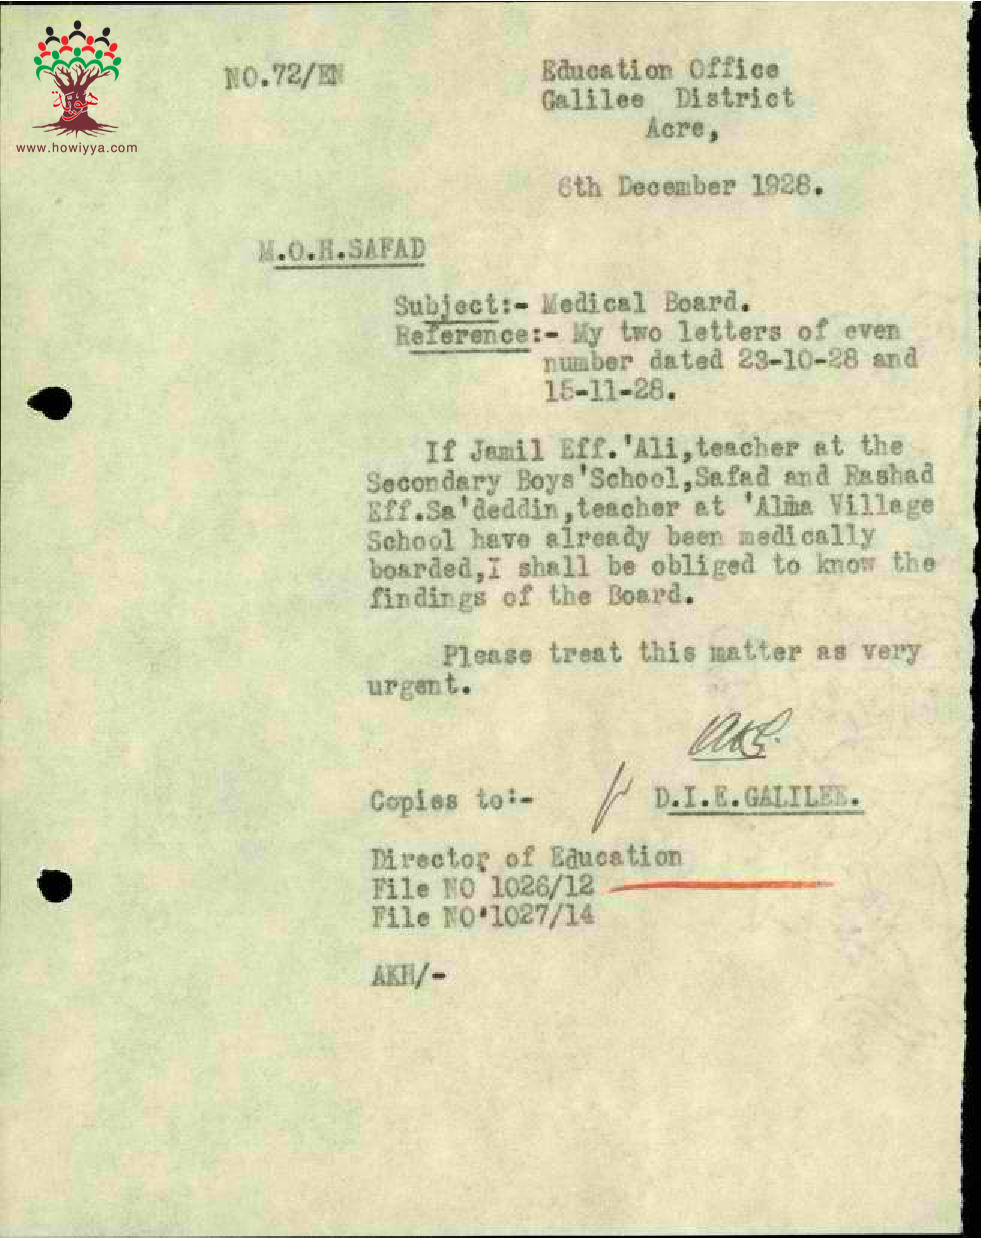 www.howiyya.com
NO.72/EN
Education Office
Galilee District
Acre,
6th December 1928.
M.O.H.SAFAD
Subject:- Medical Board.
Reference:- My two letters of even
number dated 23-10-28 and
15-11-28.
If Jamil Eff.'Ali,teacher at the
Secondary Boys'School,Safad and Rashad
Eff.Sa'deddin,teacher at 'Alma Village
School have already been medically
boarded,I shall be obliged to know the
findings of the Board.
Please treat this matter as very
urgent.
D.I.E.GALILEE.
Copies to:-
Director of Education
File NO 1026/12
File NO'1027/14
AKH/-